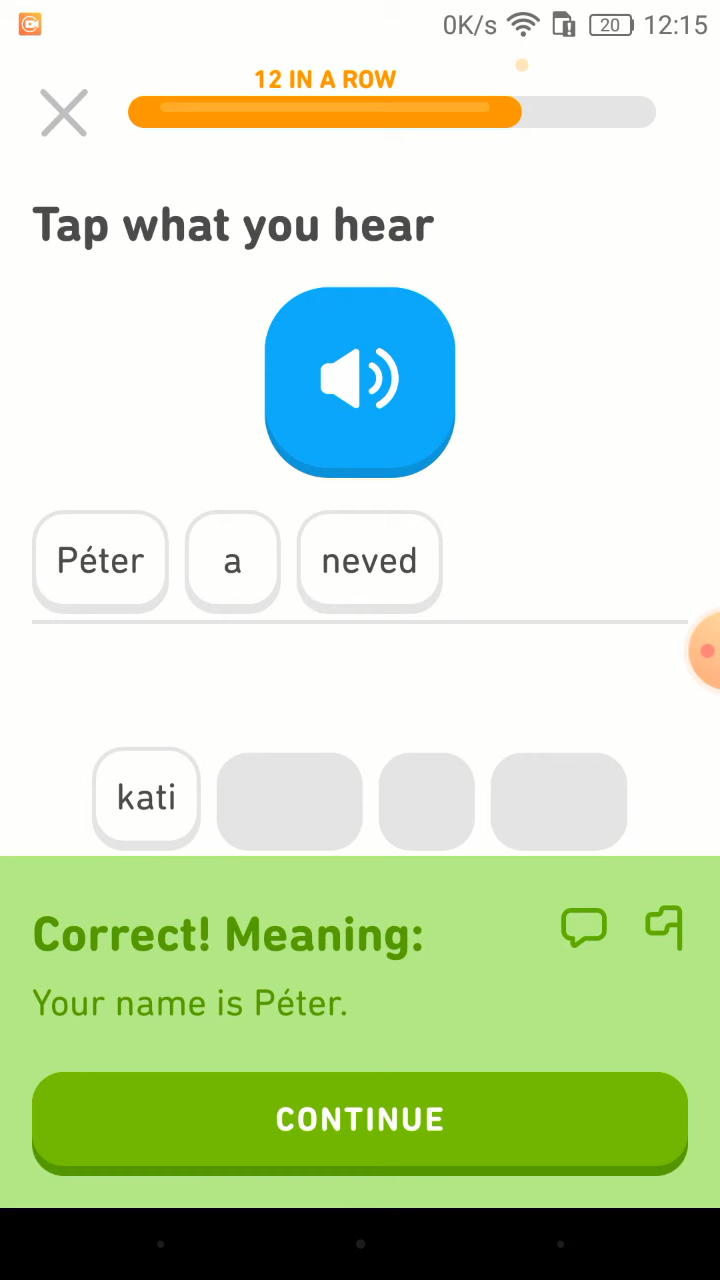 0K/s 20 12:15
12 IN A ROW
Tap what you hear
Péter a neved
kati
Correct! Meaning:
Your name is Péter.
CONTINUE